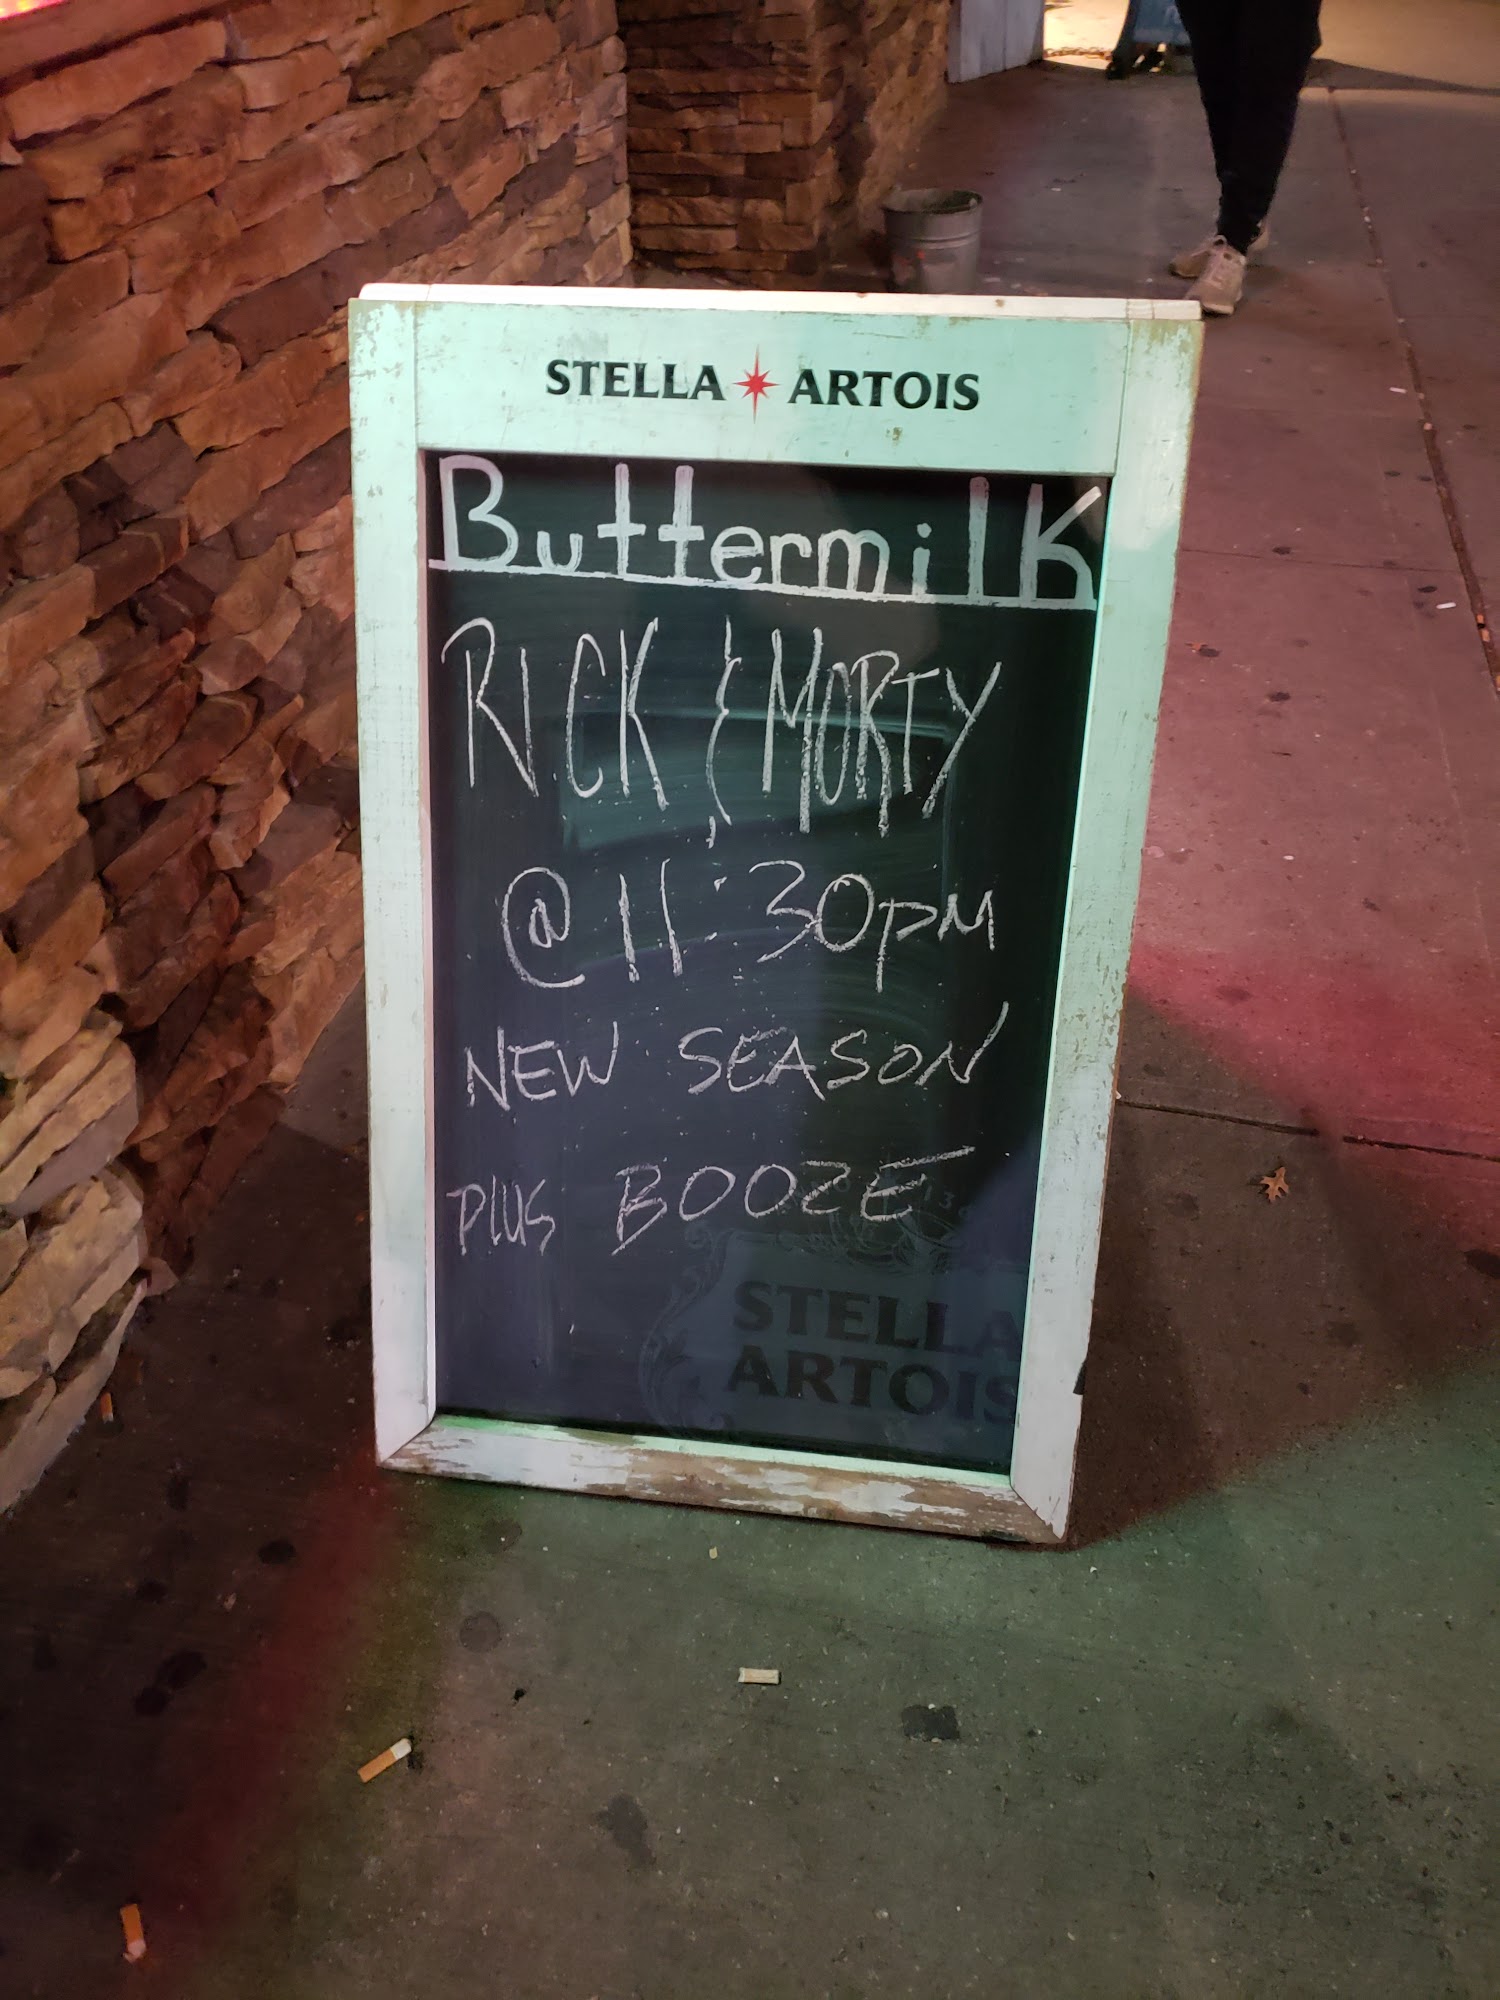 STELLA ARTOIS
Buttermilk
RICK & MORTY
@ 11:30PM
NEW SEASON
PLUS BOOZE
STELLA
ARTOIS